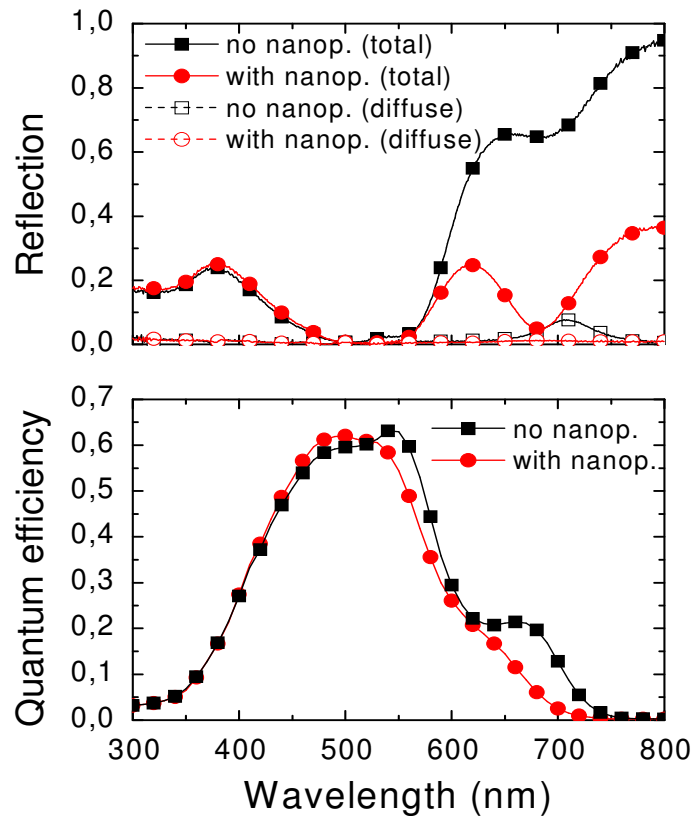 1,0
0,8
0,6
0,4
0,2
0,0
Reflection
no nanop. (total)
with nanop. (total)
no nanop. (diffuse)
with nanop. (diffuse)
0,7
0,6
0,5
0,4
0,3
0,2
0,1
0,0
Quantum efficiency
no nanop.
with nanop..
300 400 500 600 700 800
Wavelength (nm)